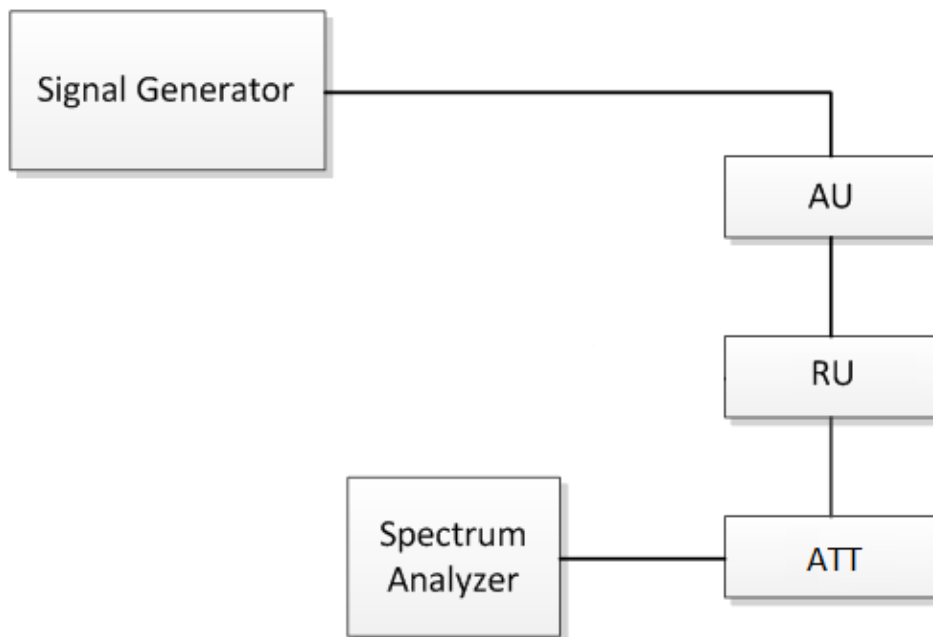 Signal Generator
AU
RU
Spectrum
Analyzer
ATT